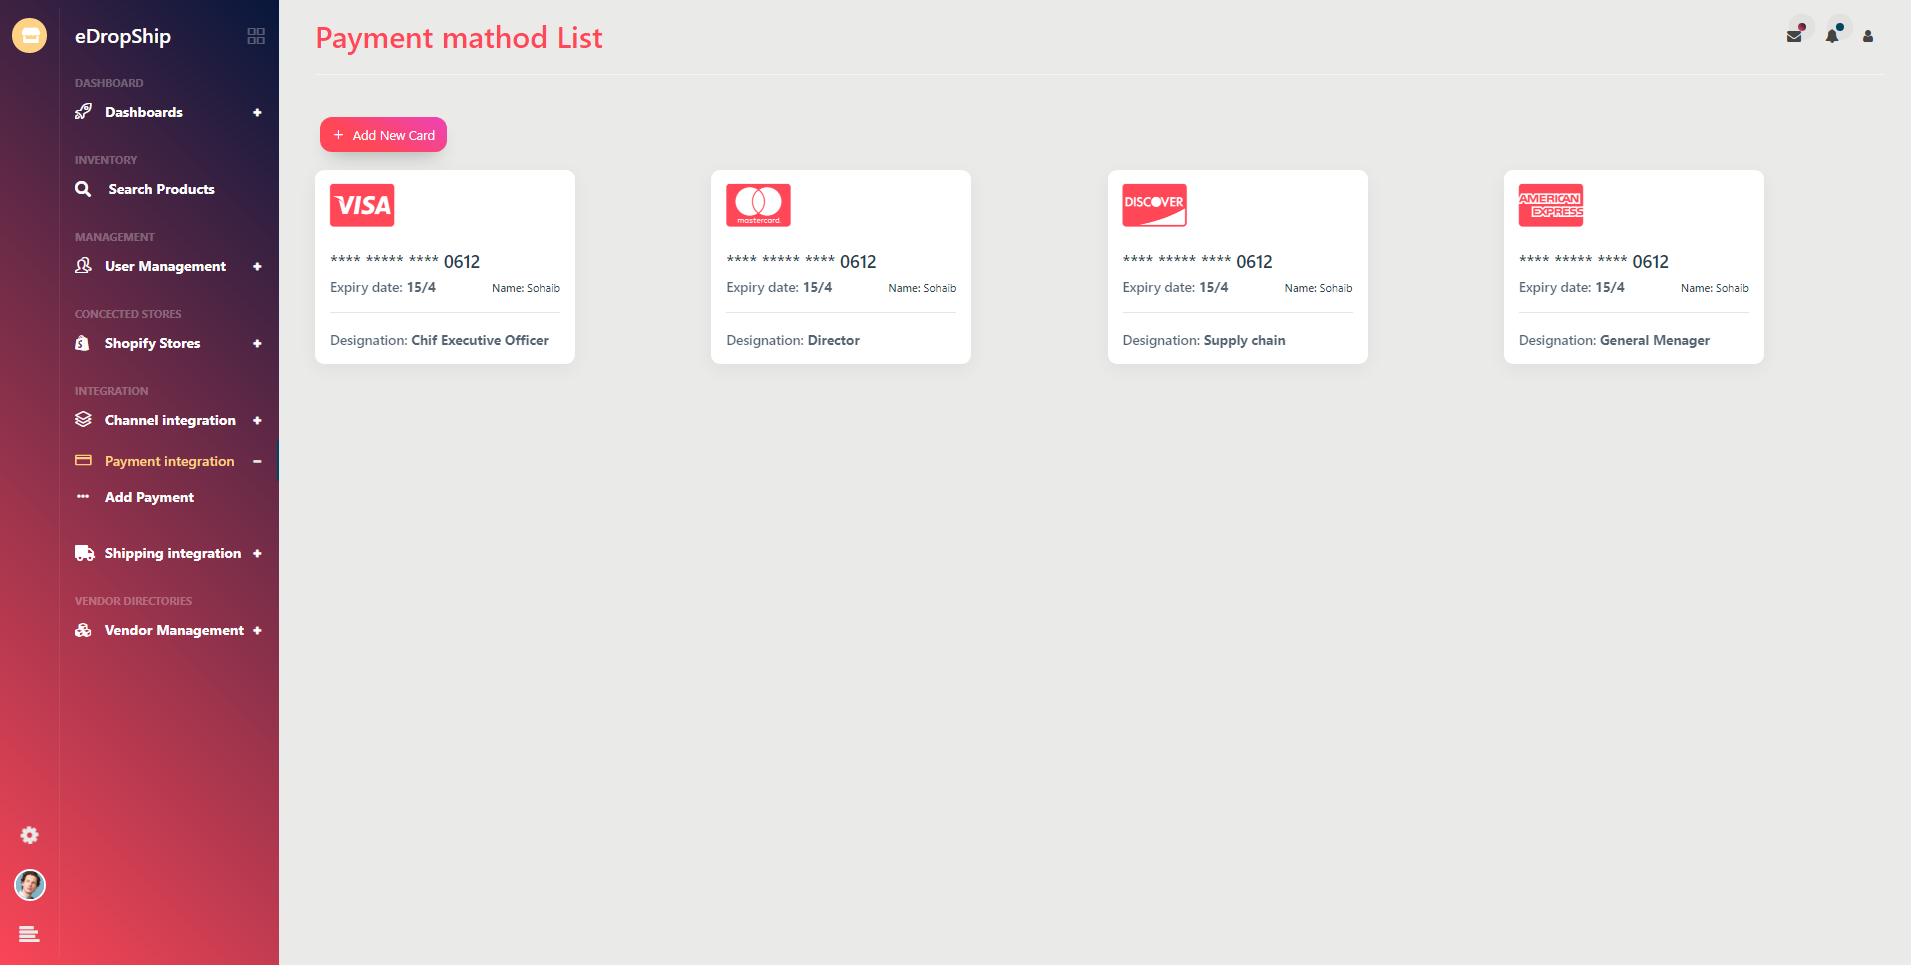 eDropShip
DASHBOARD
Dashboards
INVENTORY
Search Products
MANAGEMENT
User Management
CONCECTED STORES
Shopify Stores
INTEGRATION
Channel integration
Payment integration
Add Payment
Shipping integration
VENDOR DIRECTORIES
Vendor Management
Payment mathod List
Add New Card
VISA
**** ***** **** 0612
Expiry date: 15/4 Name: Sohaib
Designation: Chif Executive Officer
mastercard.
**** ***** **** 0612
Expiry date: 15/4 Name: Sohaib
Designation: Director
DISCOVER
**** ***** **** 0612
Expiry date: 15/4 Name: Sohaib
Designation: Supply chain
AMERICAN
EXPRESS
**** ***** **** 0612
Expiry date: 15/4 Name: Sohaib
Designation: General Menager